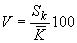 V = S_k / K̅ 100